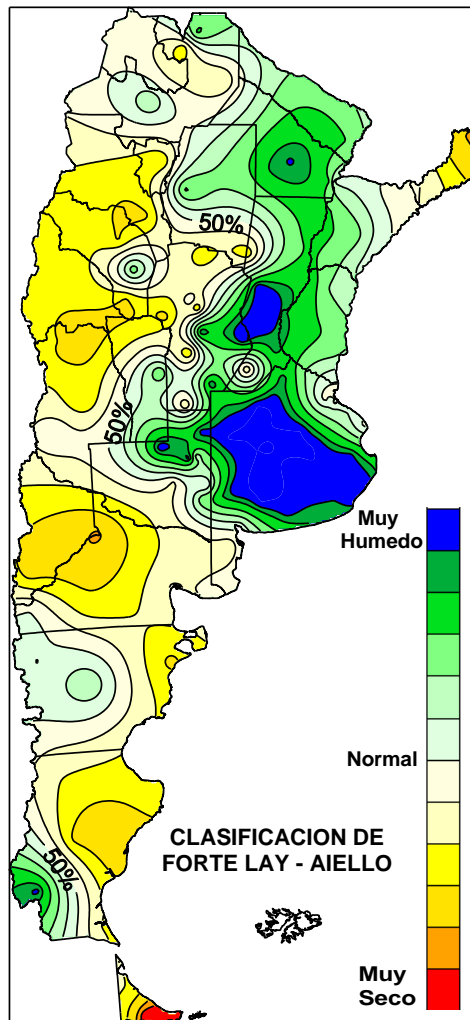 50%
50%
Muy
Humedo
Normal
CLASIFICACION DE
FORTE LAY - AIELLO
50%
Muy
Seco